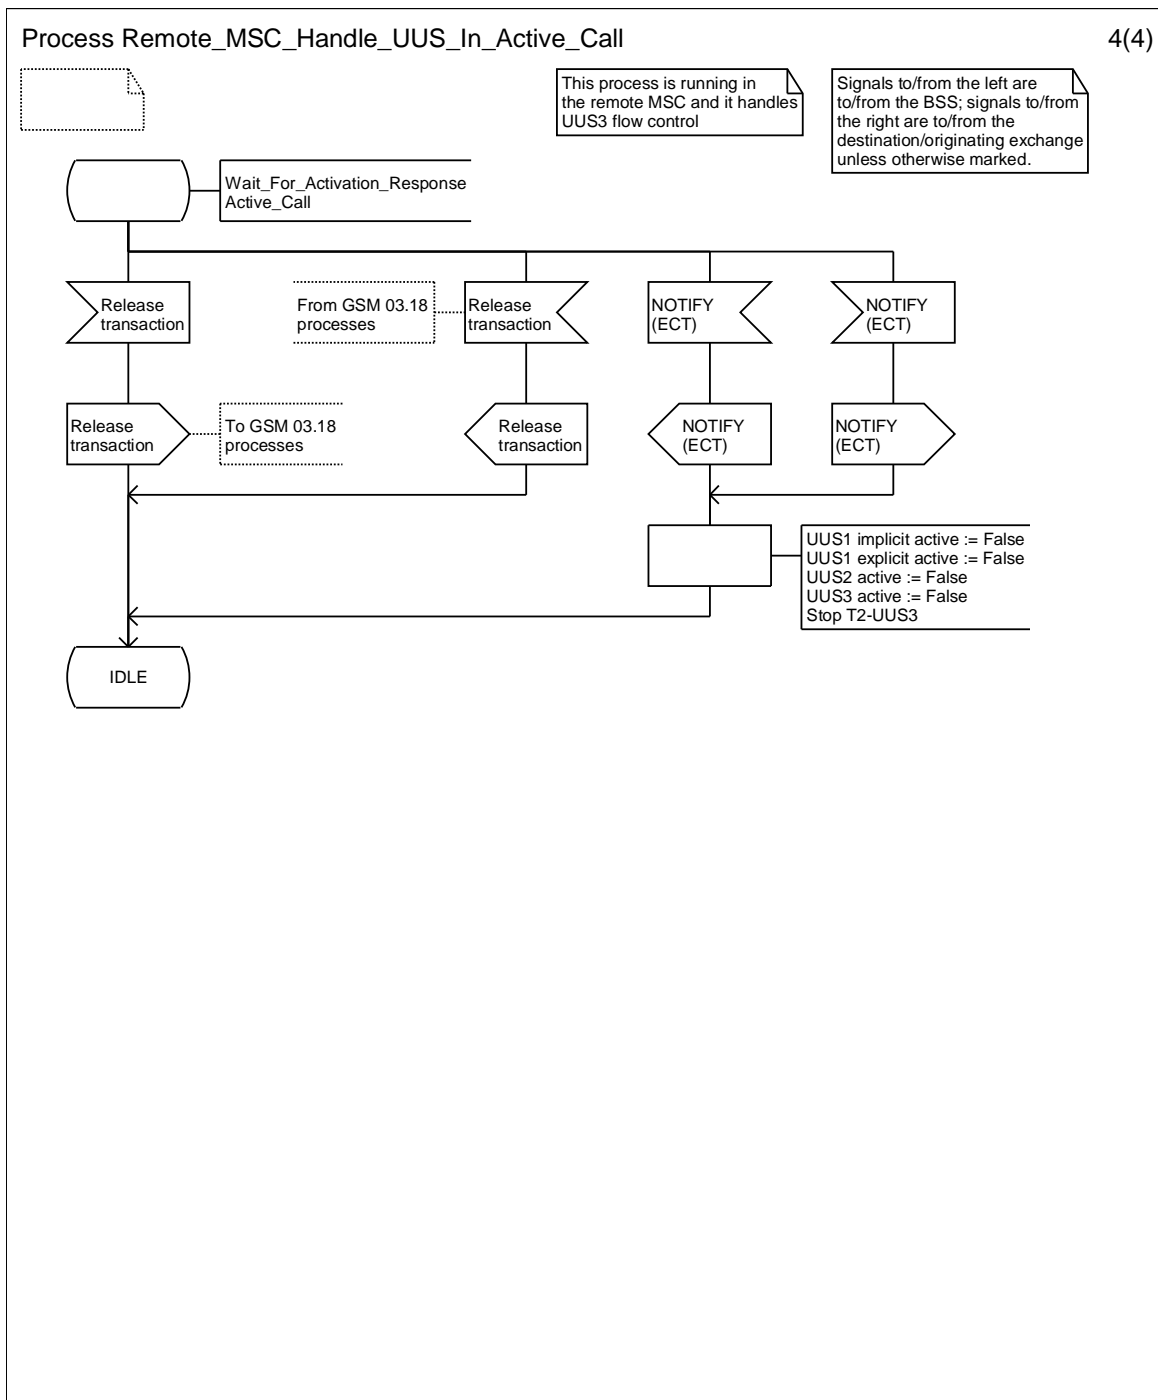 Process Remote_MSC_Handle_UUS_In_Active_Call
4(4)
This process is running in
the remote MSC and it handles
UUS3 flow control
Signals to/from the left are
to/from the BSS; signals to/from
the right are to/from the
destination/originating exchange
unless otherwise marked.
Wait_For_Activation_Response
Active_Call
Release
transaction
From GSM 03.18
processes
Release
transaction
NOTIFY
(ECT)
NOTIFY
(ECT)
Release
transaction
To GSM 03.18
processes
Release
transaction
NOTIFY
(ECT)
NOTIFY
(ECT)
UUS1 implicit active := False
UUS1 explicit active := False
UUS2 active := False
UUS3 active := False
Stop T2-UUS3
IDLE